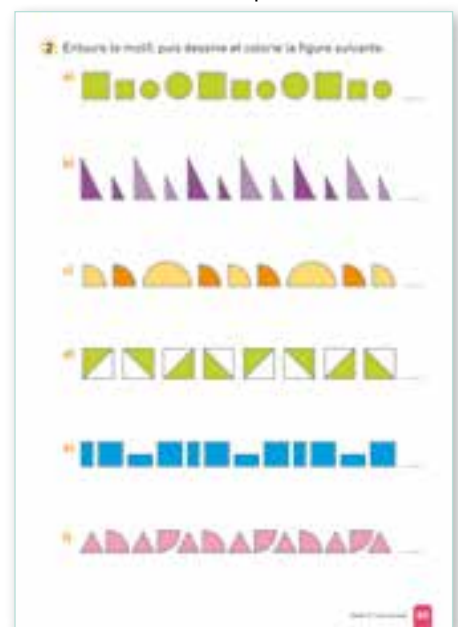 2 Entoure le motif, puis dessine et colorie la figure suivante.
a)
b)
c)
d)
e)
f)